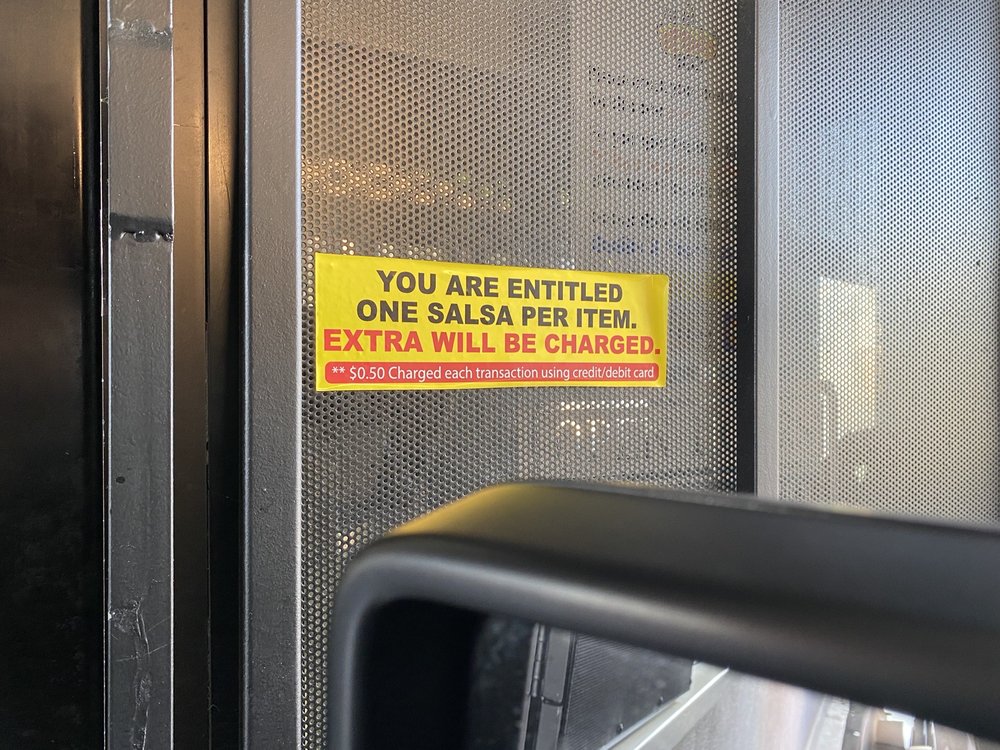 YOU ARE ENTITLED
ONE SALSA PER ITEM.
EXTRA WILL BE CHARGED.
** $0.50 Charged each transaction using credit/debit card